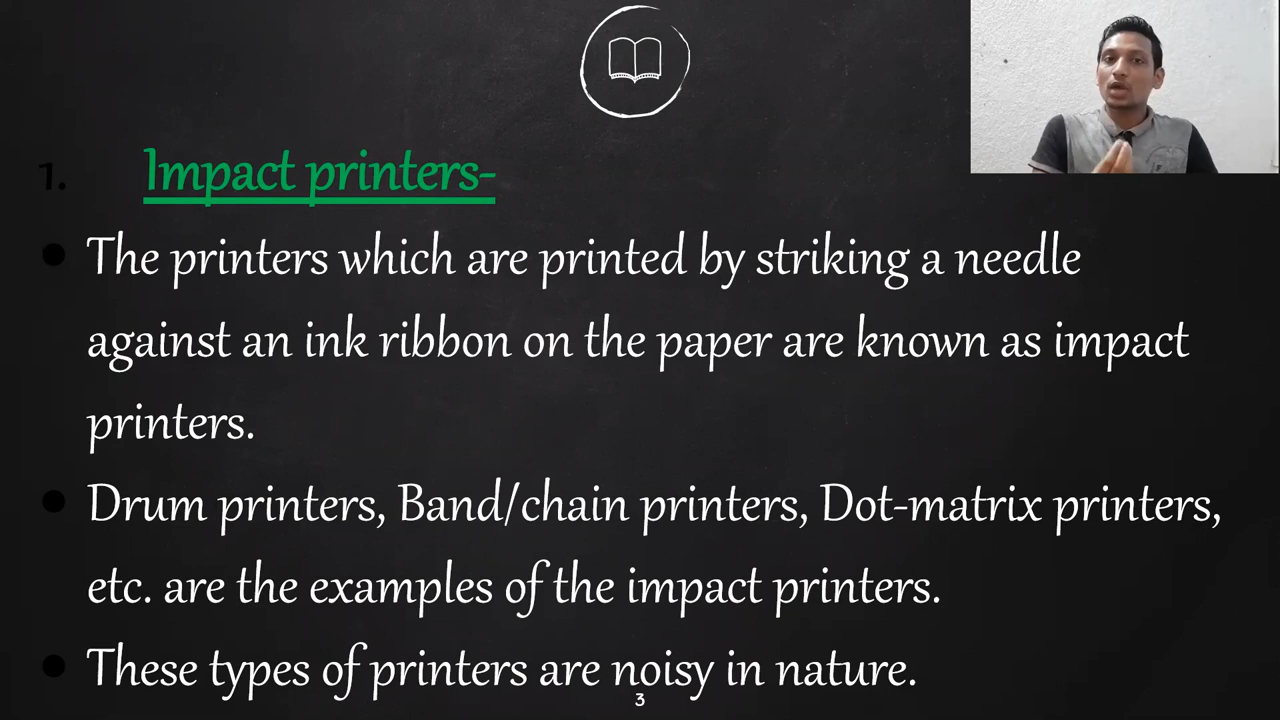 1. Impact printers-
The printers which are printed by striking a needle
against an ink ribbon on the paper are known as impact
printers.
Drum printers, Band/chain printers, Dot-matrix printers,
etc. are the examples of the impact printers.
These types of printers are noisy in nature.
3